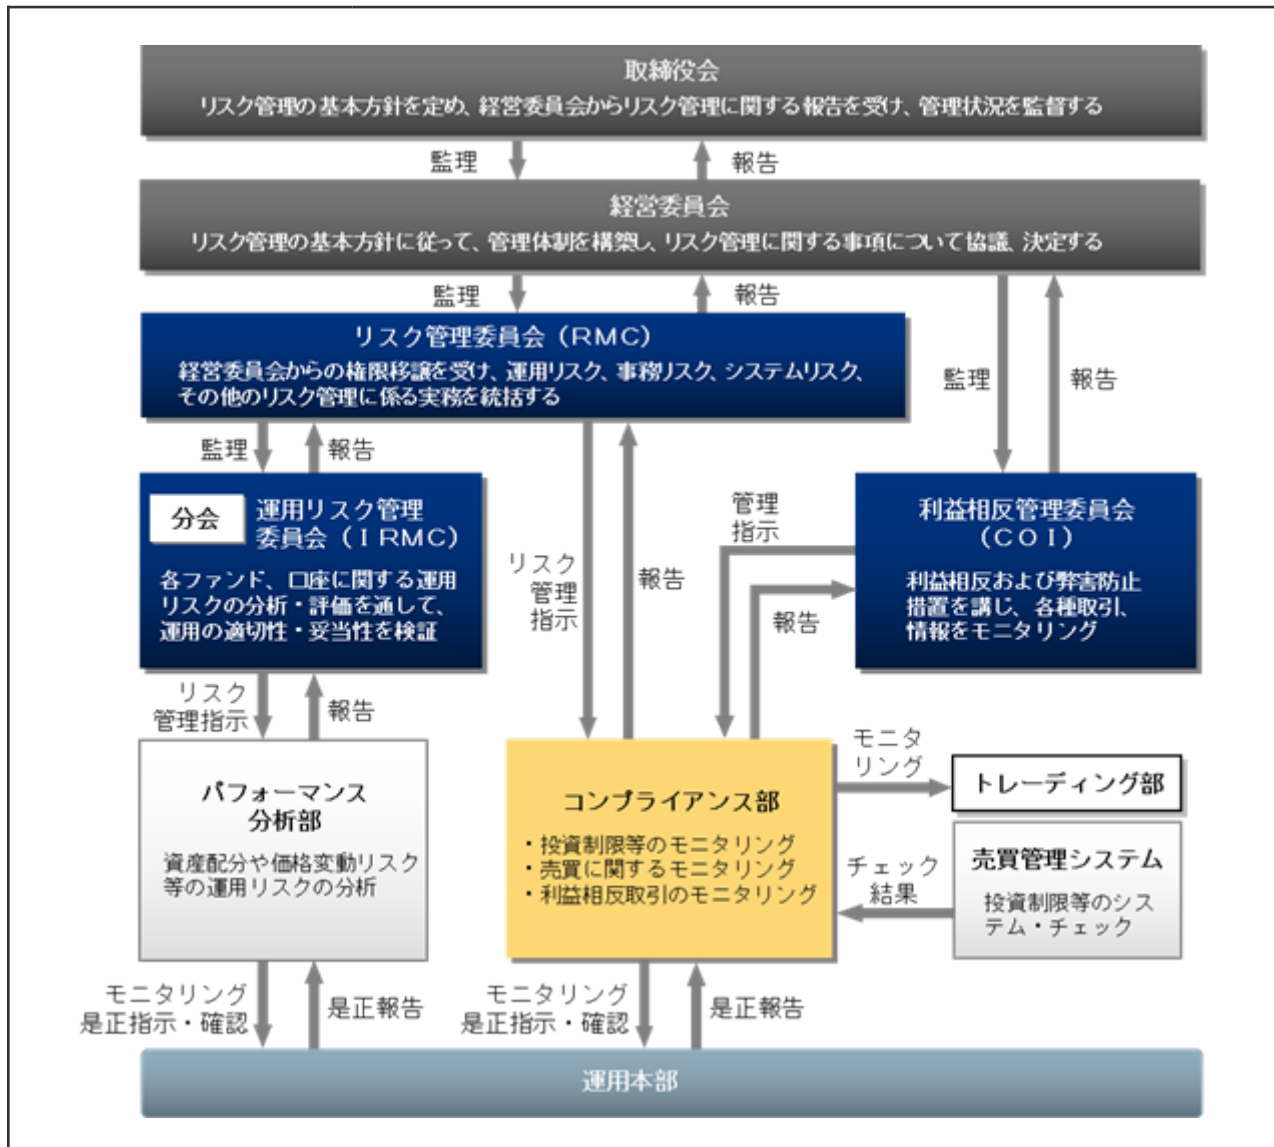 取締役会
リスク管理の基本方針を定め、経営委員会からリスク管理に関する報告を受け、管理状況を監督する
監理
報告
経営委員会
リスク管理の基本方針に従って、管理体制を構築し、リスク管理に関する事項について協議、決定する
監理
報告
リスク管理委員会（RMC）
経営委員会からの権限移譲を受け、運用リスク、事務リスク、システムリスク、
その他のリスク管理に係る実務を統括する
監理
報告
監理
報告
分会
運用リスク管理
委員会（ＩRMC）
各ファンド、口座に関する運用
リスクの分析・評価を通して、
運用の適切性・妥当性を検証
リスク
管理
指示
報告
管理
指示
報告
利益相反管理委員会
（ＣＯＩ）
利益相反および弊害防止
措置を講じ、各種取引、
情報をモニタリング
リスク
管理指示
報告
パフォーマンス
分析部
資産配分や価格変動リスク
等の運用リスクの分析
コンプライアンス部
・投資制限等のモニタリング
・売買に関するモニタリング
・利益相反取引のモニタリング
モニタ
リング
トレーディング部
チェック
結果
売買管理システム
投資制限等のシス
テム・チェック
モニタリング
是正指示・確認
是正報告
モニタリング
是正指示・確認
是正報告
運用本部